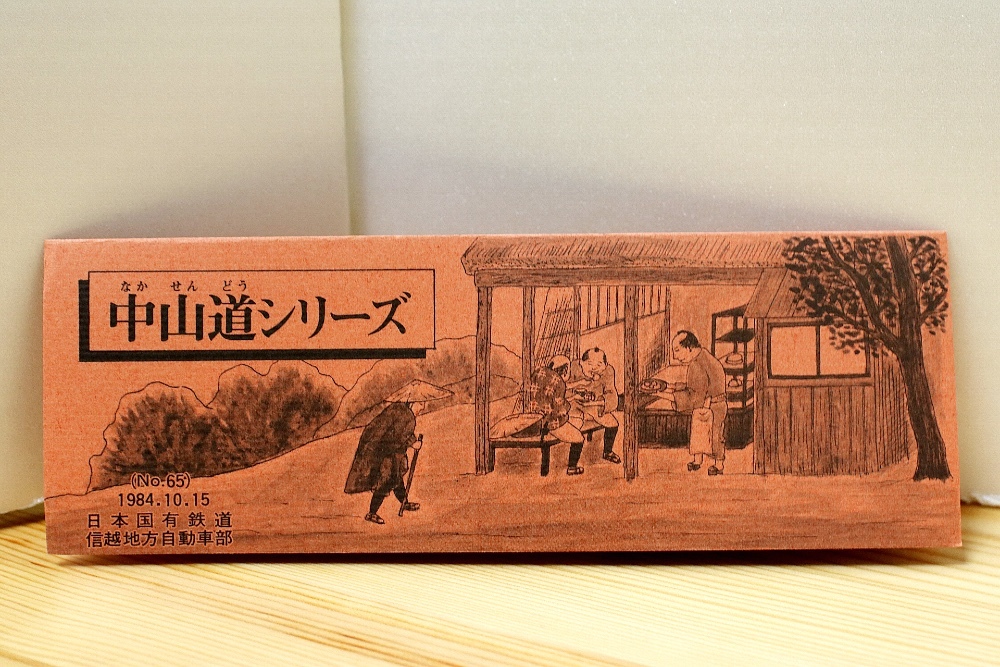 なか せん どう
中山道シリーズ
(No.65)
1984.10.15
日本国有鉄道
信越地方自動車部